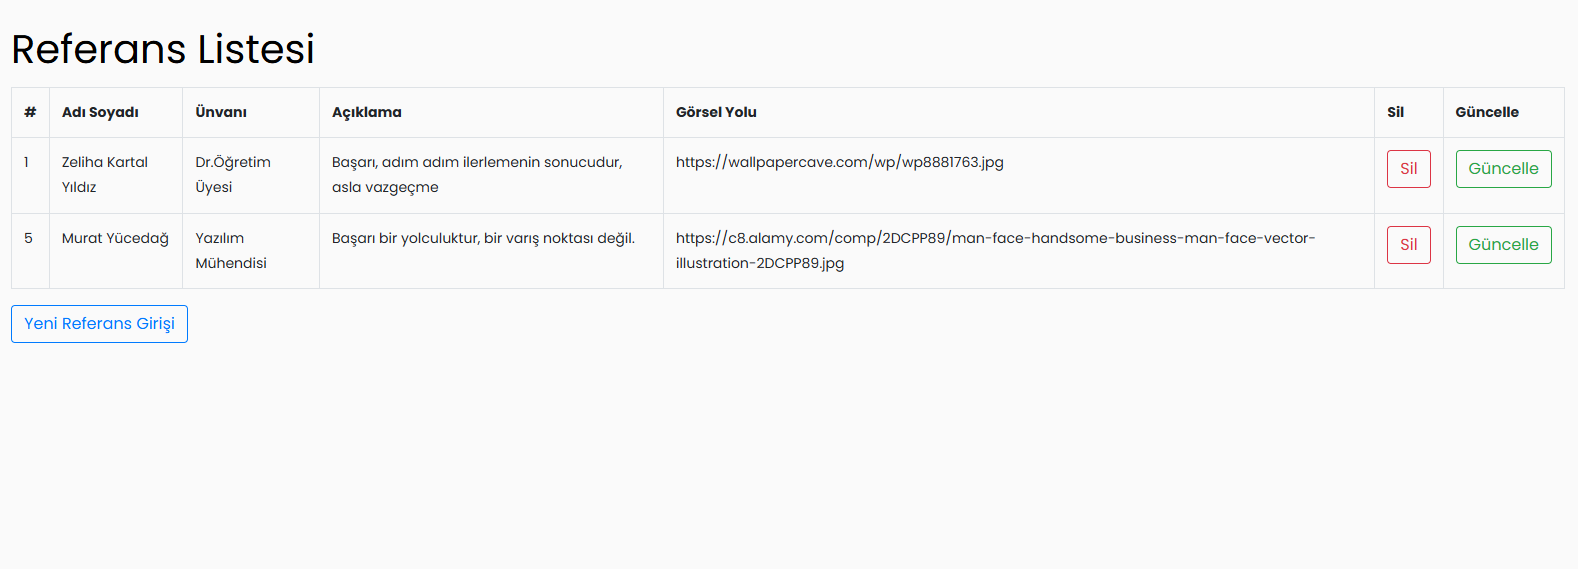 Referans Listesi
# Adı Soyadı Ünvanı Açıklama Görsel Yolu Sil Güncelle
1 Zeliha Kartal Dr.Öğretim Başarı, adım adım ilerlemenin sonucudur, https://wallpapercave.com/wp/wp8881763.jpg Sil Güncelle
Yıldız Üyesi asla vazgeçme
5 Murat Yücedağ Yazılım Başarı bir yolculuktur, bir varış noktası değil. https://c8.alamy.com/comp/2DCPP89/man-face-handsome-business-man-face-vector- Sil Güncelle
Mühendisi illustration-2DCPP89.jpg
Yeni Referans Girişi